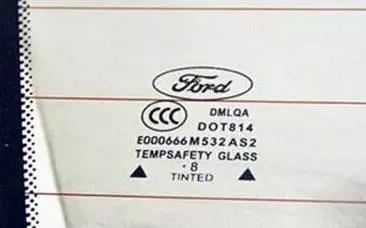 Ford
CCC DMLQA
DOT814
E000666M532AS2
TEMPSAFETY GLASS
·8
TINTED